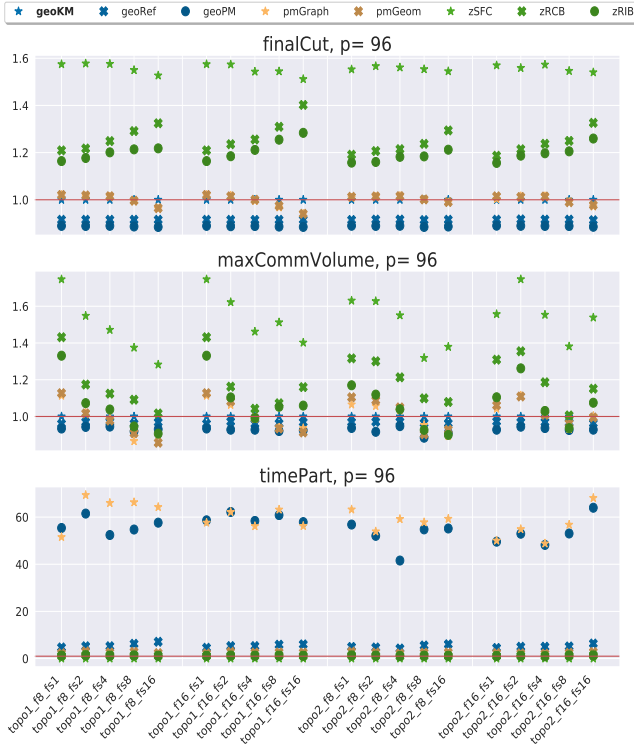 geoKM geoRef geoPM pmGraph pmGeom zSFC zRCB zRIB
finalCut, p= 96
1.6
1.4
1.2
1.0
maxCommVolume, p= 96
1.6
1.4
1.2
1.0
timePart, p= 96
60
40
20
0
topo1_f8_fs1
topo1_f8_fs2
topo1_f8_fs4
topo1_f8_fs8
topo1_f8_fs16
topo1_f16_fs1
topo1_f16_fs2
topo1_f16_fs4
topo1_f16_fs8
topo1_f16_fs16
topo2_f8_fs1
topo2_f8_fs2
topo2_f8_fs4
topo2_f8_fs8
topo2_f8_fs16
topo2_f16_fs1
topo2_f16_fs2
topo2_f16_fs4
topo2_f16_fs8
topo2_f16_fs16